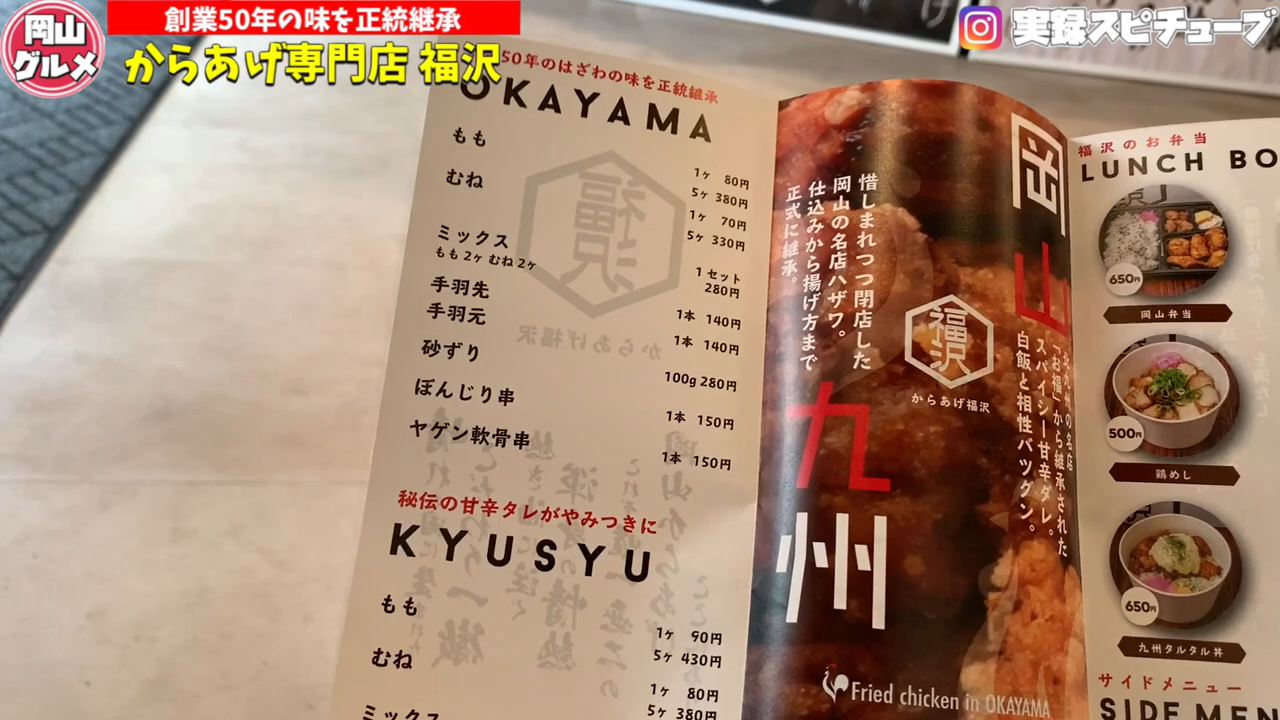 岡山
グルメ
創業50年の味を正統継承
からあげ専門店 福沢
実録スピチューブ
50年のはざわの味を正統継承
OKAYAMA
もも
1ヶ 80円
5ヶ 380円
むね
1ヶ 70円
5ヶ 330円
ミックス
もも2ヶ むね2ヶ
1セット
280円
手羽先
1本 140円
手羽元
1本 140円
砂ずり
100g 280円
ぼんじり串
1本 150円
ヤゲン軟骨串
1本 150円
秘伝の甘辛タレがやみつきに
KYUSYU
もも
1ヶ 90円
5ヶ 430円
むね
1ヶ 80円
5ヶ 380円
ミックス
岡山
惜しまれつつ閉店した
岡山の名店ハザワ。
仕込みから揚げ方まで
正式に継承。
福沢
からあげ福沢
九州
北九州の名店
「お福」から継承された
スパイシー甘辛ダレ。
白飯と相性バツグン。
Fried chicken in OKAYAMA
福沢のお弁当
LUNCH BO
650円
岡山弁当
500円
鶏めし
650円
九州タルタル丼
サイドメニュー
SIDE MEN